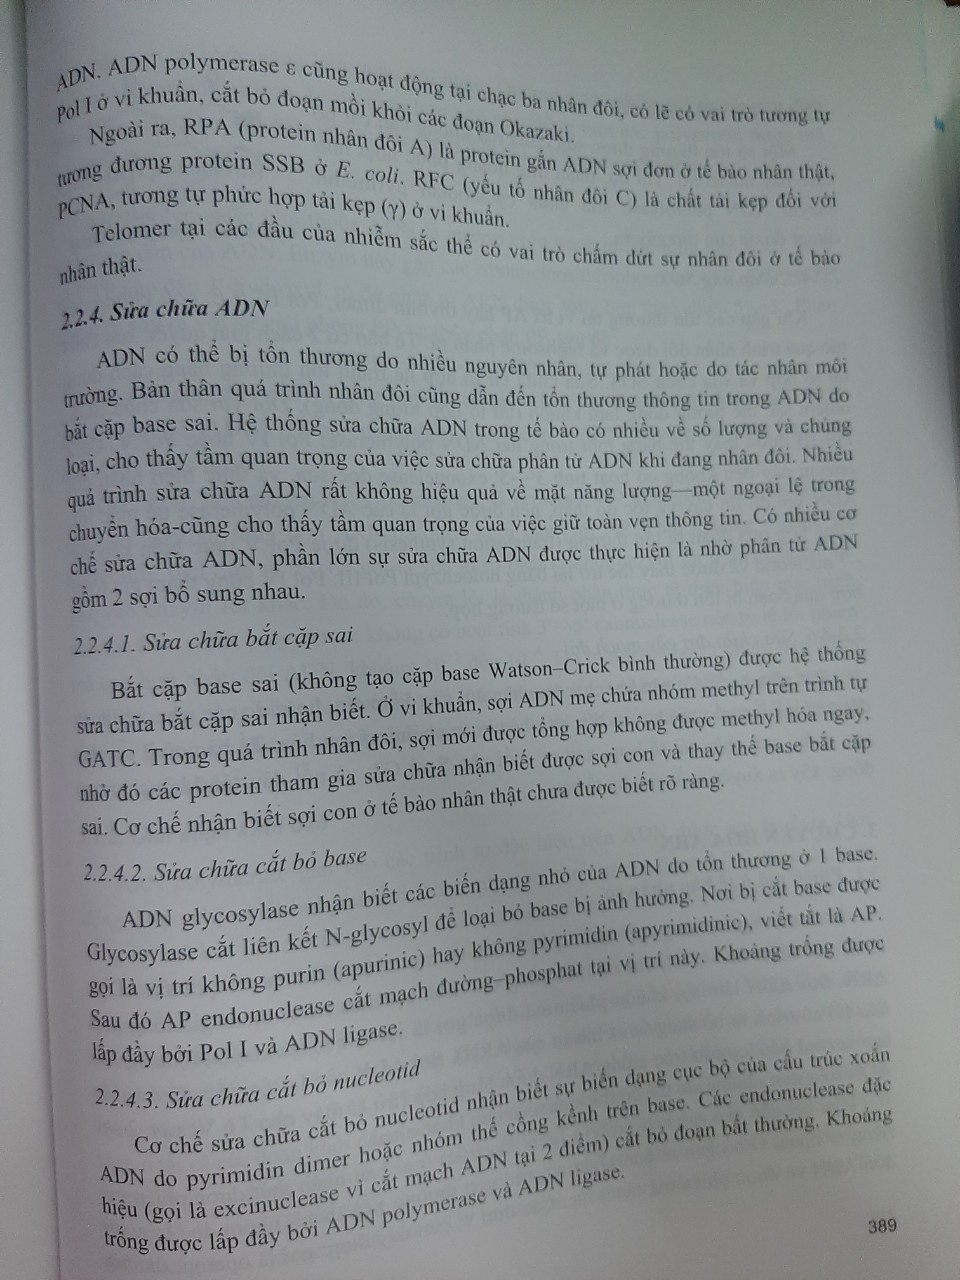 ADN. ADN polymerase ε cũng hoạt động tại chạc ba nhân đôi, có lẽ có vai trò tương tự
Pol I ở vi khuẩn, cắt bỏ đoạn mồi khỏi các đoạn Okazaki.
Ngoài ra, RPA (protein nhân đôi A) là protein gắn ADN sợi đơn ở tế bào nhân thật,
tương đương protein SSB ở E. coli. RFC (yếu tố nhân đôi C) là chất tải kẹp đối với
PCNA, tương tự phức hợp tải kẹp (γ) ở vi khuẩn.
Telomer tại các đầu của nhiễm sắc thể có vai trò chấm dứt sự nhân đôi ở tế bào
nhân thật.
2.2.4. Sửa chữa ADN
ADN có thể bị tổn thương do nhiều nguyên nhân, tự phát hoặc do tác nhân môi
trường. Bản thân quá trình nhân đôi cũng dẫn đến tổn thương thông tin trong ADN do
bắt cặp base sai. Hệ thống sửa chữa ADN trong tế bào có nhiều về số lượng và chủng
loại, cho thấy tầm quan trọng của việc sửa chữa phân tử ADN khi đang nhân đôi. Nhiều
quá trình sửa chữa ADN rất không hiệu quả về mặt năng lượng—một ngoại lệ trong
chuyển hóa-cũng cho thấy tầm quan trọng của việc giữ toàn vẹn thông tin. Có nhiều cơ
chế sửa chữa ADN, phần lớn sự sửa chữa ADN được thực hiện là nhờ phân tử ADN
gồm 2 sợi bổ sung nhau.
2.2.4.1. Sửa chữa bắt cặp sai
Bắt cặp base sai (không tạo cặp base Watson–Crick bình thường) được hệ thống
sửa chữa bắt cặp sai nhận biết. Ở vi khuẩn, sợi ADN mẹ chứa nhóm methyl trên trình tự
GATC. Trong quá trình nhân đôi, sợi mới được tổng hợp không được methyl hóa ngay,
nhờ đó các protein tham gia sửa chữa nhận biết được sợi con và thay thế base bắt cặp
sai. Cơ chế nhận biết sợi con ở tế bào nhân thật chưa được biết rõ ràng.
2.2.4.2. Sửa chữa cắt bỏ base
ADN glycosylase nhận biết các biến dạng nhỏ của ADN do tổn thương ở 1 base.
Glycosylase cắt liên kết N-glycosyl để loại bỏ base bị ảnh hưởng. Nơi bị cắt base được
gọi là vị trí không purin (apurinic) hay không pyrimidin (apyrimidinic), viết tắt là AP.
Sau đó AP endonuclease cắt mạch đường–phosphat tại vị trí này. Khoảng trống được
lấp đầy bởi Pol I và ADN ligase.
2.2.4.3. Sửa chữa cắt bỏ nucleotid
Cơ chế sửa chữa cắt bỏ nucleotid nhận biết sự biến dạng cục bộ của cấu trúc xoắn
ADN do pyrimidin dimer hoặc nhóm thế cồng kềnh trên base. Các endonuclease đặc
hiệu (gọi là excinuclease vì cắt mạch ADN tại 2 điểm) cắt bỏ đoạn bất thường. Khoảng
trống được lấp đầy bởi ADN polymerase và ADN ligase.
389